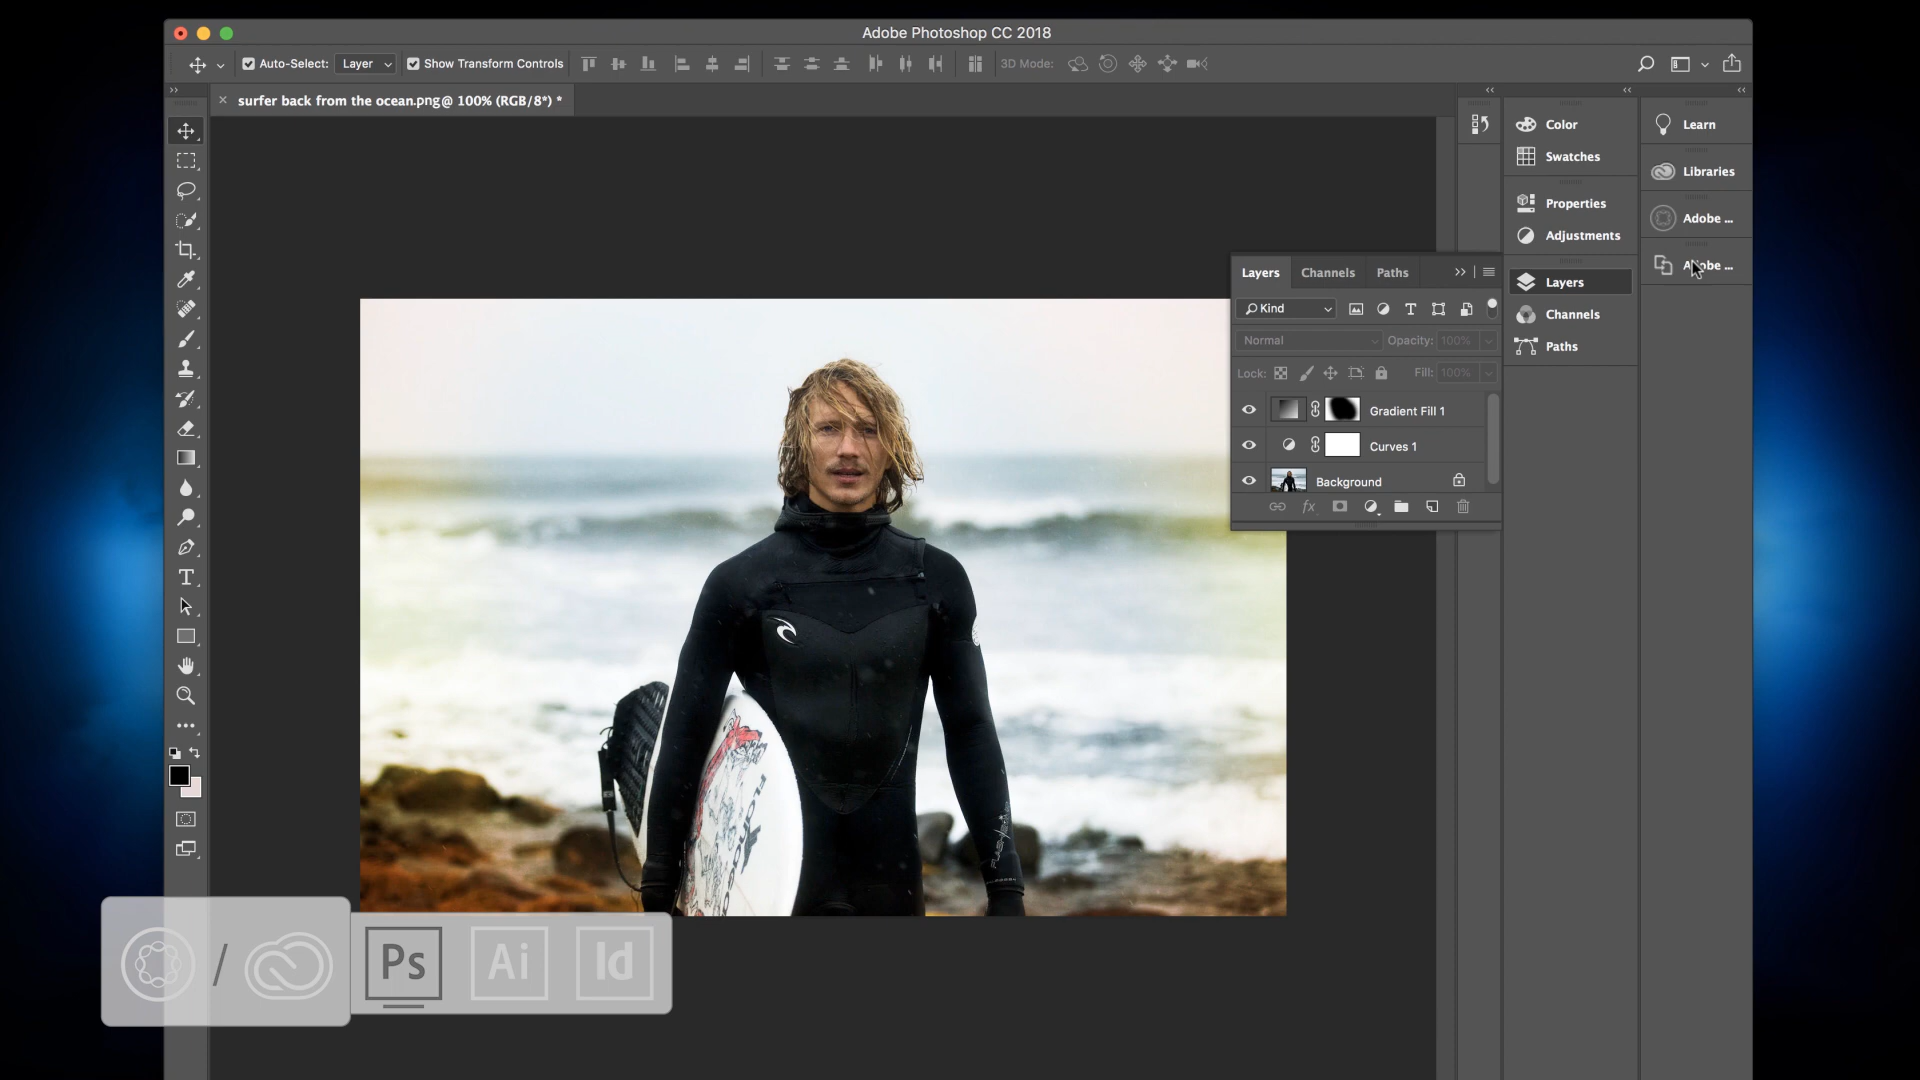 Adobe Photoshop CC 2018
Auto-Select: Layer Show Transform Controls 3D Mode:
surfer back from the ocean.png@ 100% (RGB/8*) *
Color
Swatches
Properties
Adjustments
Layers
Channels
Paths
Learn
Libraries
Adobe ...
Adobe ...
Layers Channels Paths
Kind
Normal Opacity: 100%
Lock: Fill: 100%
Gradient Fill 1
Curves 1
Background
fx
/ Ps Ai Id